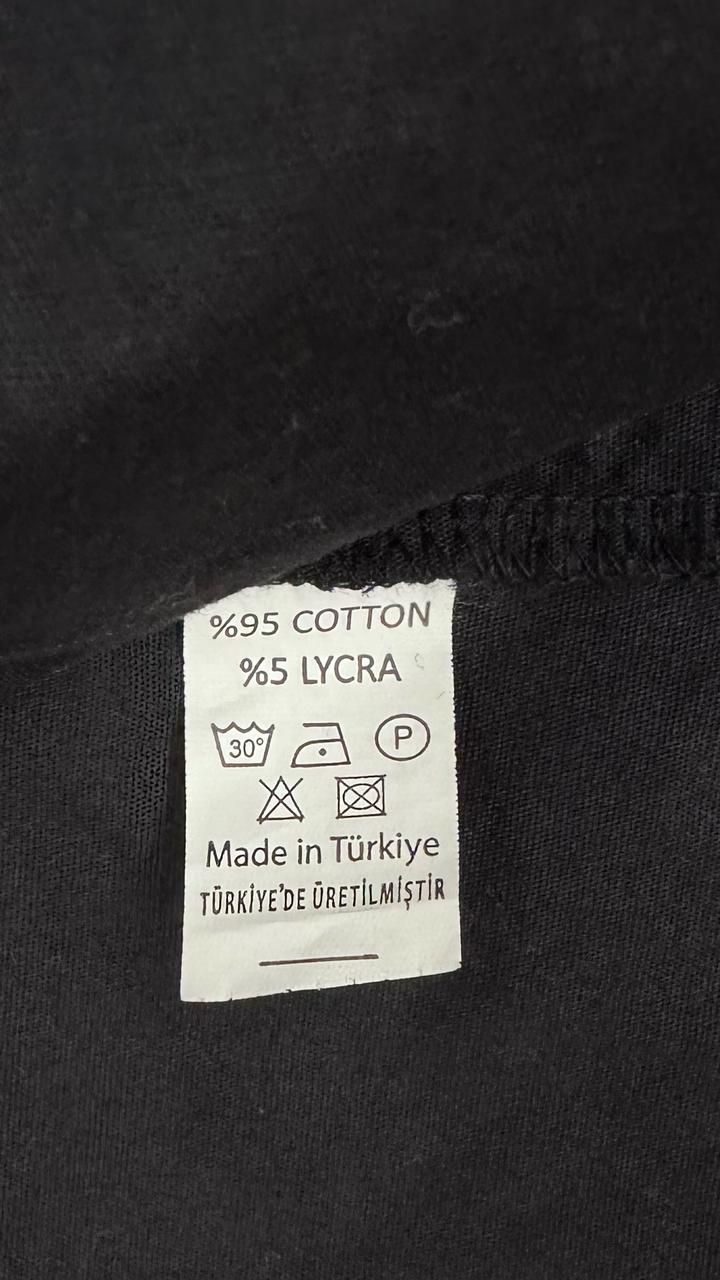 %95 COTTON
%5 LYCRA
30° P
Made in Türkiye
TÜRKİYE'DE ÜRETİLMİŞTİR